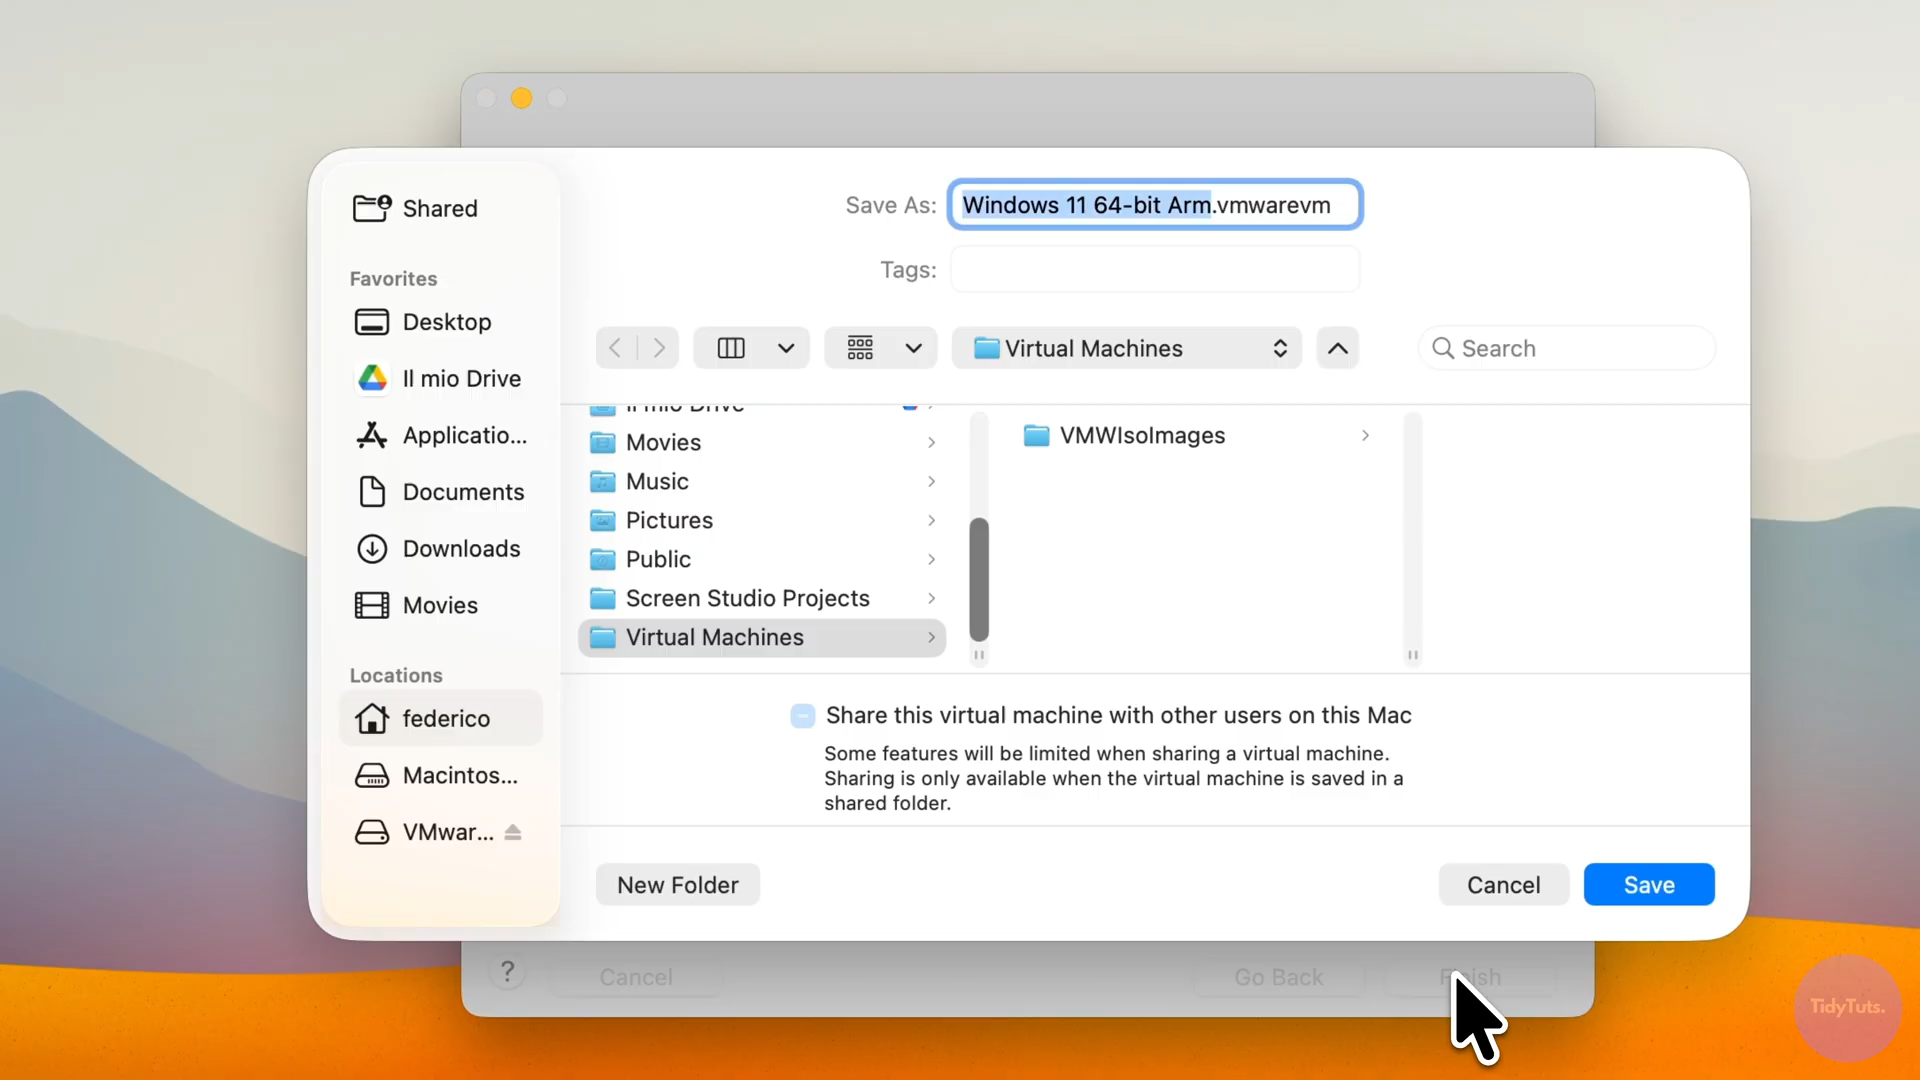 Shared
Favorites
Desktop
Il mio Drive
Applicatio...
Documents
Downloads
Movies
Locations
federico
Macintos...
VMwar...
Save As: Windows 11 64-bit Arm.vmwarevm
Tags:
Virtual Machines
Search
Il mio Drive
Movies
Music
Pictures
Public
Screen Studio Projects
Virtual Machines
VMWIsoImages
Share this virtual machine with other users on this Mac
Some features will be limited when sharing a virtual machine.
Sharing is only available when the virtual machine is saved in a
shared folder.
New Folder
Cancel
Save
?
Cancel
Go Back
Finish
TidyTuts.